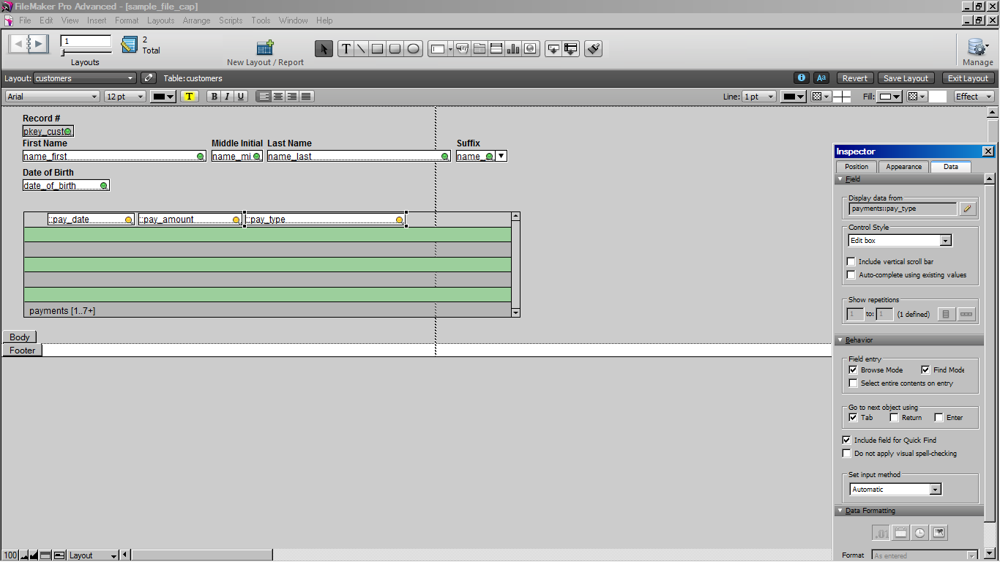 FileMaker Pro Advanced - [sample_file_cap]
File Edit View Insert Format Layouts Arrange Scripts Tools Window Help
1
2
Total
Layouts
New Layout / Report
Manage
Layout: customers
Table: customers
Aa
Revert
Save Layout
Exit Layout
Arial
12 pt
T
B I U
Line: 1 pt
Fill:
Effect
Record #
pkey_cust
First Name
Middle Initial
Last Name
Suffix
name_first
name_mi
name_last
name_
Date of Birth
date_of_birth
::pay_date
::pay_amount
::pay_type
payments [1..7+]
Body
Footer
Inspector
Position
Appearance
Data
Field
Display data from
payments::pay_type
Control Style
Edit box
Include vertical scroll bar
Auto-complete using existing values
Show repetitions
1 to: 1 (1 defined)
Behavior
Field entry
Browse Mode
Find Mode
Select entire contents on entry
Go to next object using
Tab
Return
Enter
Include field for Quick Find
Do not apply visual spell-checking
Set input method
Automatic
Data Formatting
.01
Format
As entered
100
Layout